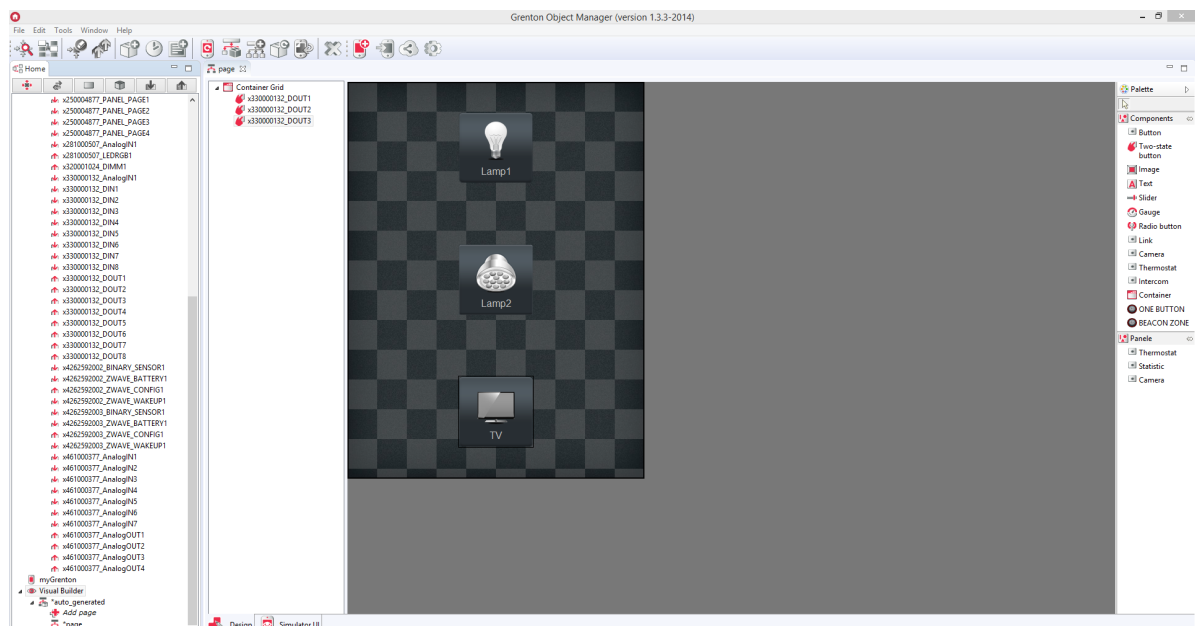 Grenton Object Manager (version 1.3.3-2014)
File Edit Tools Window Help
Home
page
x250004877_PANEL_PAGE1
x250004877_PANEL_PAGE2
x250004877_PANEL_PAGE3
x250004877_PANEL_PAGE4
x281000507_AnalogIN1
x281000507_LEDRGB1
x320001024_DIMM1
x330000132_AnalogIN1
x330000132_DIN1
x330000132_DIN2
x330000132_DIN3
x330000132_DIN4
x330000132_DIN5
x330000132_DIN6
x330000132_DIN7
x330000132_DIN8
x330000132_DOUT1
x330000132_DOUT2
x330000132_DOUT3
x330000132_DOUT4
x330000132_DOUT5
x330000132_DOUT6
x330000132_DOUT7
x330000132_DOUT8
x4262592002_BINARY_SENSOR1
x4262592002_ZWAVE_BATTERY1
x4262592002_ZWAVE_CONFIG1
x4262592002_ZWAVE_WAKEUP1
x4262592003_BINARY_SENSOR1
x4262592003_ZWAVE_BATTERY1
x4262592003_ZWAVE_CONFIG1
x4262592003_ZWAVE_WAKEUP1
x461000377_AnalogIN1
x461000377_AnalogIN2
x461000377_AnalogIN3
x461000377_AnalogIN4
x461000377_AnalogIN5
x461000377_AnalogIN6
x461000377_AnalogIN7
x461000377_AnalogOUT1
x461000377_AnalogOUT2
x461000377_AnalogOUT3
x461000377_AnalogOUT4
myGrenton
Visual Builder
*auto_generated
Add page
*page
Container Grid
x330000132_DOUT1
x330000132_DOUT2
x330000132_DOUT3
Lamp1
Lamp2
TV
Design
Simulator UI
Palette
Components
Button
Two-state
button
Image
Text
Slider
Gauge
Radio button
Link
Camera
Thermostat
Intercom
Container
ONE BUTTON
BEACON ZONE
Panele
Thermostat
Statistic
Camera